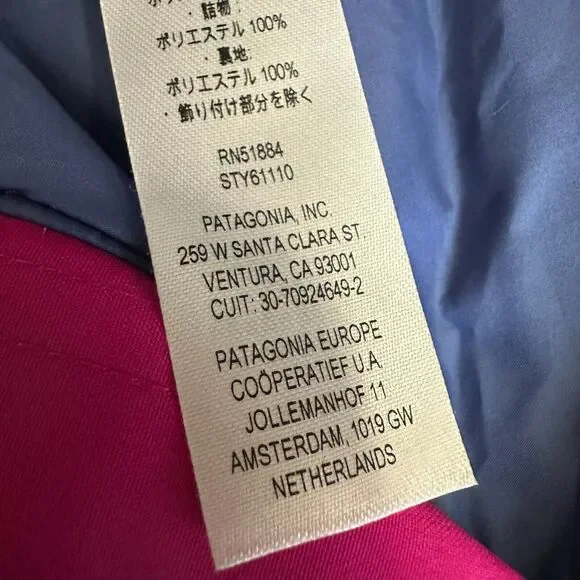 ・詰物:
ポリエステル 100%
・裏地:
ポリエステル 100%
・飾り付け部分を除く
RN51884
STY61110
PATAGONIA, INC.
259 W SANTA CLARA ST.
VENTURA, CA 93001
CUIT: 30-70924649-2
PATAGONIA EUROPE
COÖPERATIEF U.A
JOLLEMANHOF 11
AMSTERDAM, 1019 GW
NETHERLANDS